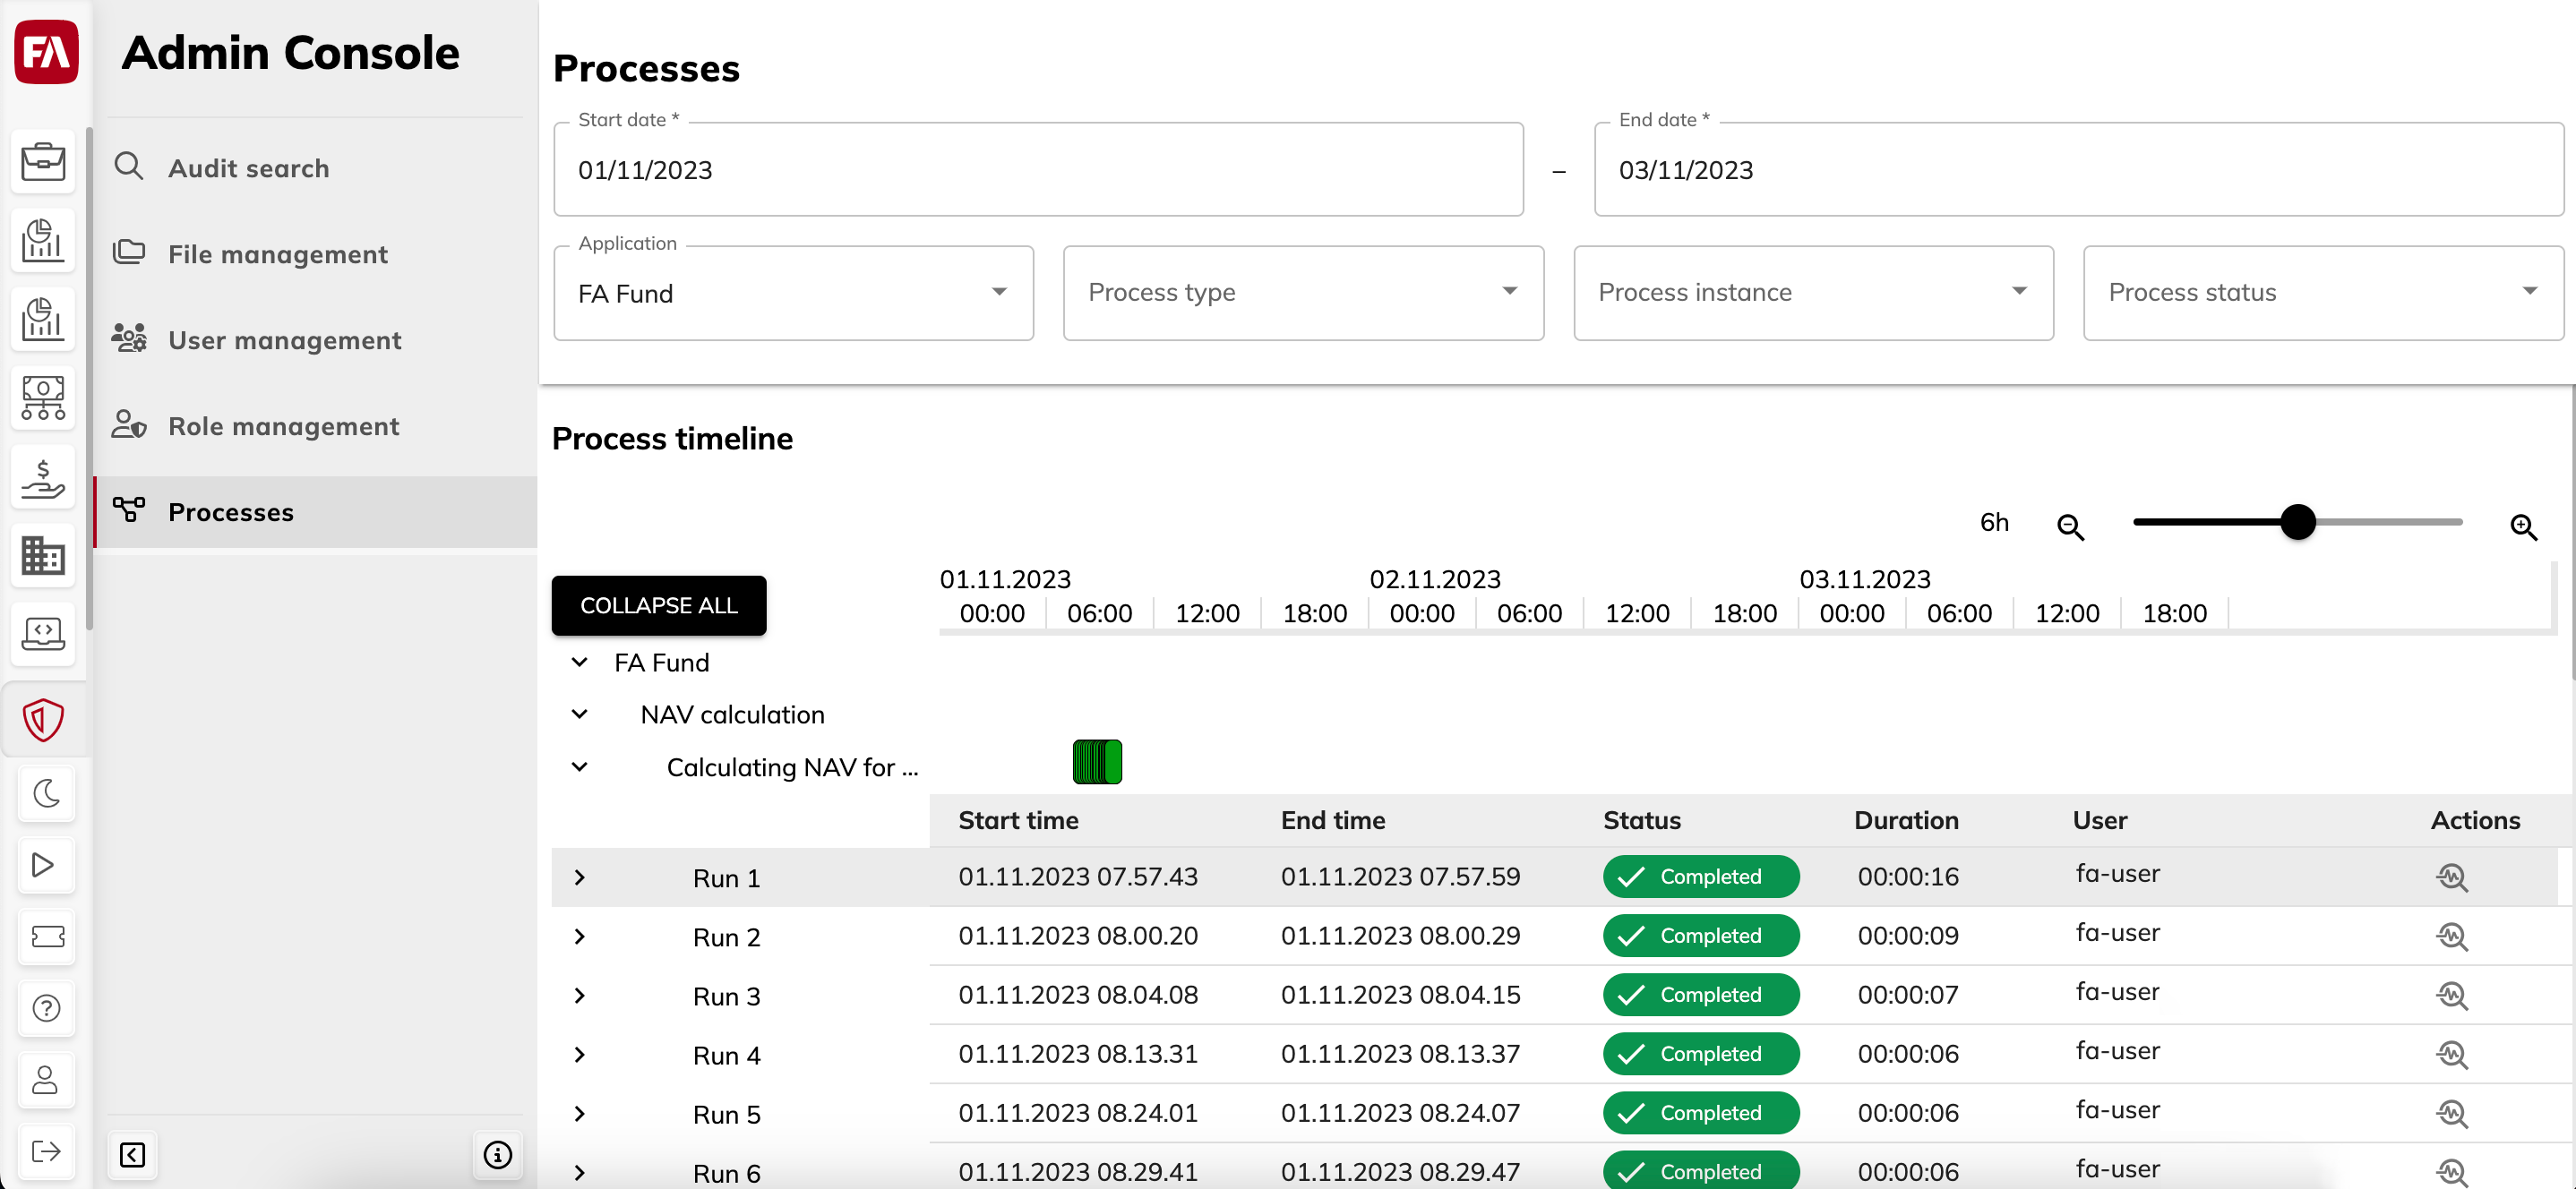 FA
Admin Console
Audit search
File management
User management
Role management
Processes
Processes
Start date *
01/11/2023
–
End date *
03/11/2023
Application
FA Fund
Process type
Process instance
Process status
Process timeline
6h
COLLAPSE ALL
01.11.2023 02.11.2023 03.11.2023
00:00 06:00 12:00 18:00 00:00 06:00 12:00 18:00 00:00 06:00 12:00 18:00
FA Fund
NAV calculation
Calculating NAV for ...
Start time End time Status Duration User Actions
Run 1 01.11.2023 07.57.43 01.11.2023 07.57.59 Completed 00:00:16 fa-user
Run 2 01.11.2023 08.00.20 01.11.2023 08.00.29 Completed 00:00:09 fa-user
Run 3 01.11.2023 08.04.08 01.11.2023 08.04.15 Completed 00:00:07 fa-user
Run 4 01.11.2023 08.13.31 01.11.2023 08.13.37 Completed 00:00:06 fa-user
Run 5 01.11.2023 08.24.01 01.11.2023 08.24.07 Completed 00:00:06 fa-user
Run 6 01.11.2023 08.29.41 01.11.2023 08.29.47 Completed 00:00:06 fa-user